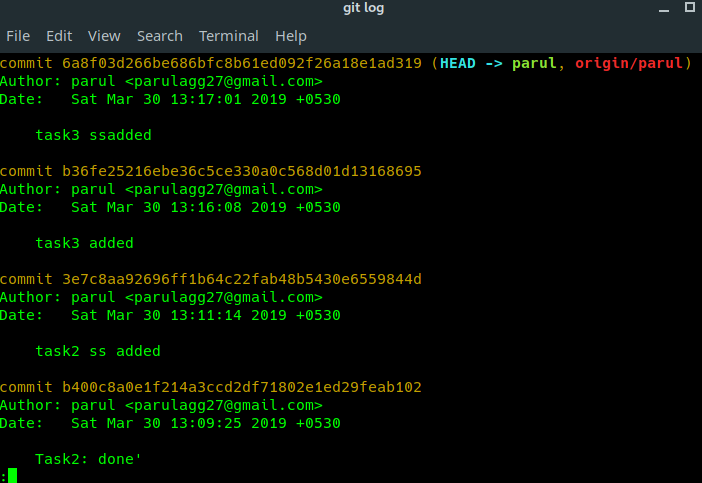 git log
File Edit View Search Terminal Help
commit 6a8f03d266be686bfc8b61ed092f26a18e1ad319 (HEAD -> parul, origin/parul)
Author: parul <parulagg27@gmail.com>
Date:   Sat Mar 30 13:17:01 2019 +0530
task3 ssadded
commit b36fe25216ebe36c5ce330a0c568d01d13168695
Author: parul <parulagg27@gmail.com>
Date:   Sat Mar 30 13:16:08 2019 +0530
task3 added
commit 3e7c8aa92696ff1b64c22fab48b5430e6559844d
Author: parul <parulagg27@gmail.com>
Date:   Sat Mar 30 13:11:14 2019 +0530
task2 ss added
commit b400c8a0e1f214a3ccd2df71802e1ed29feab102
Author: parul <parulagg27@gmail.com>
Date:   Sat Mar 30 13:09:25 2019 +0530
Task2: done'
: